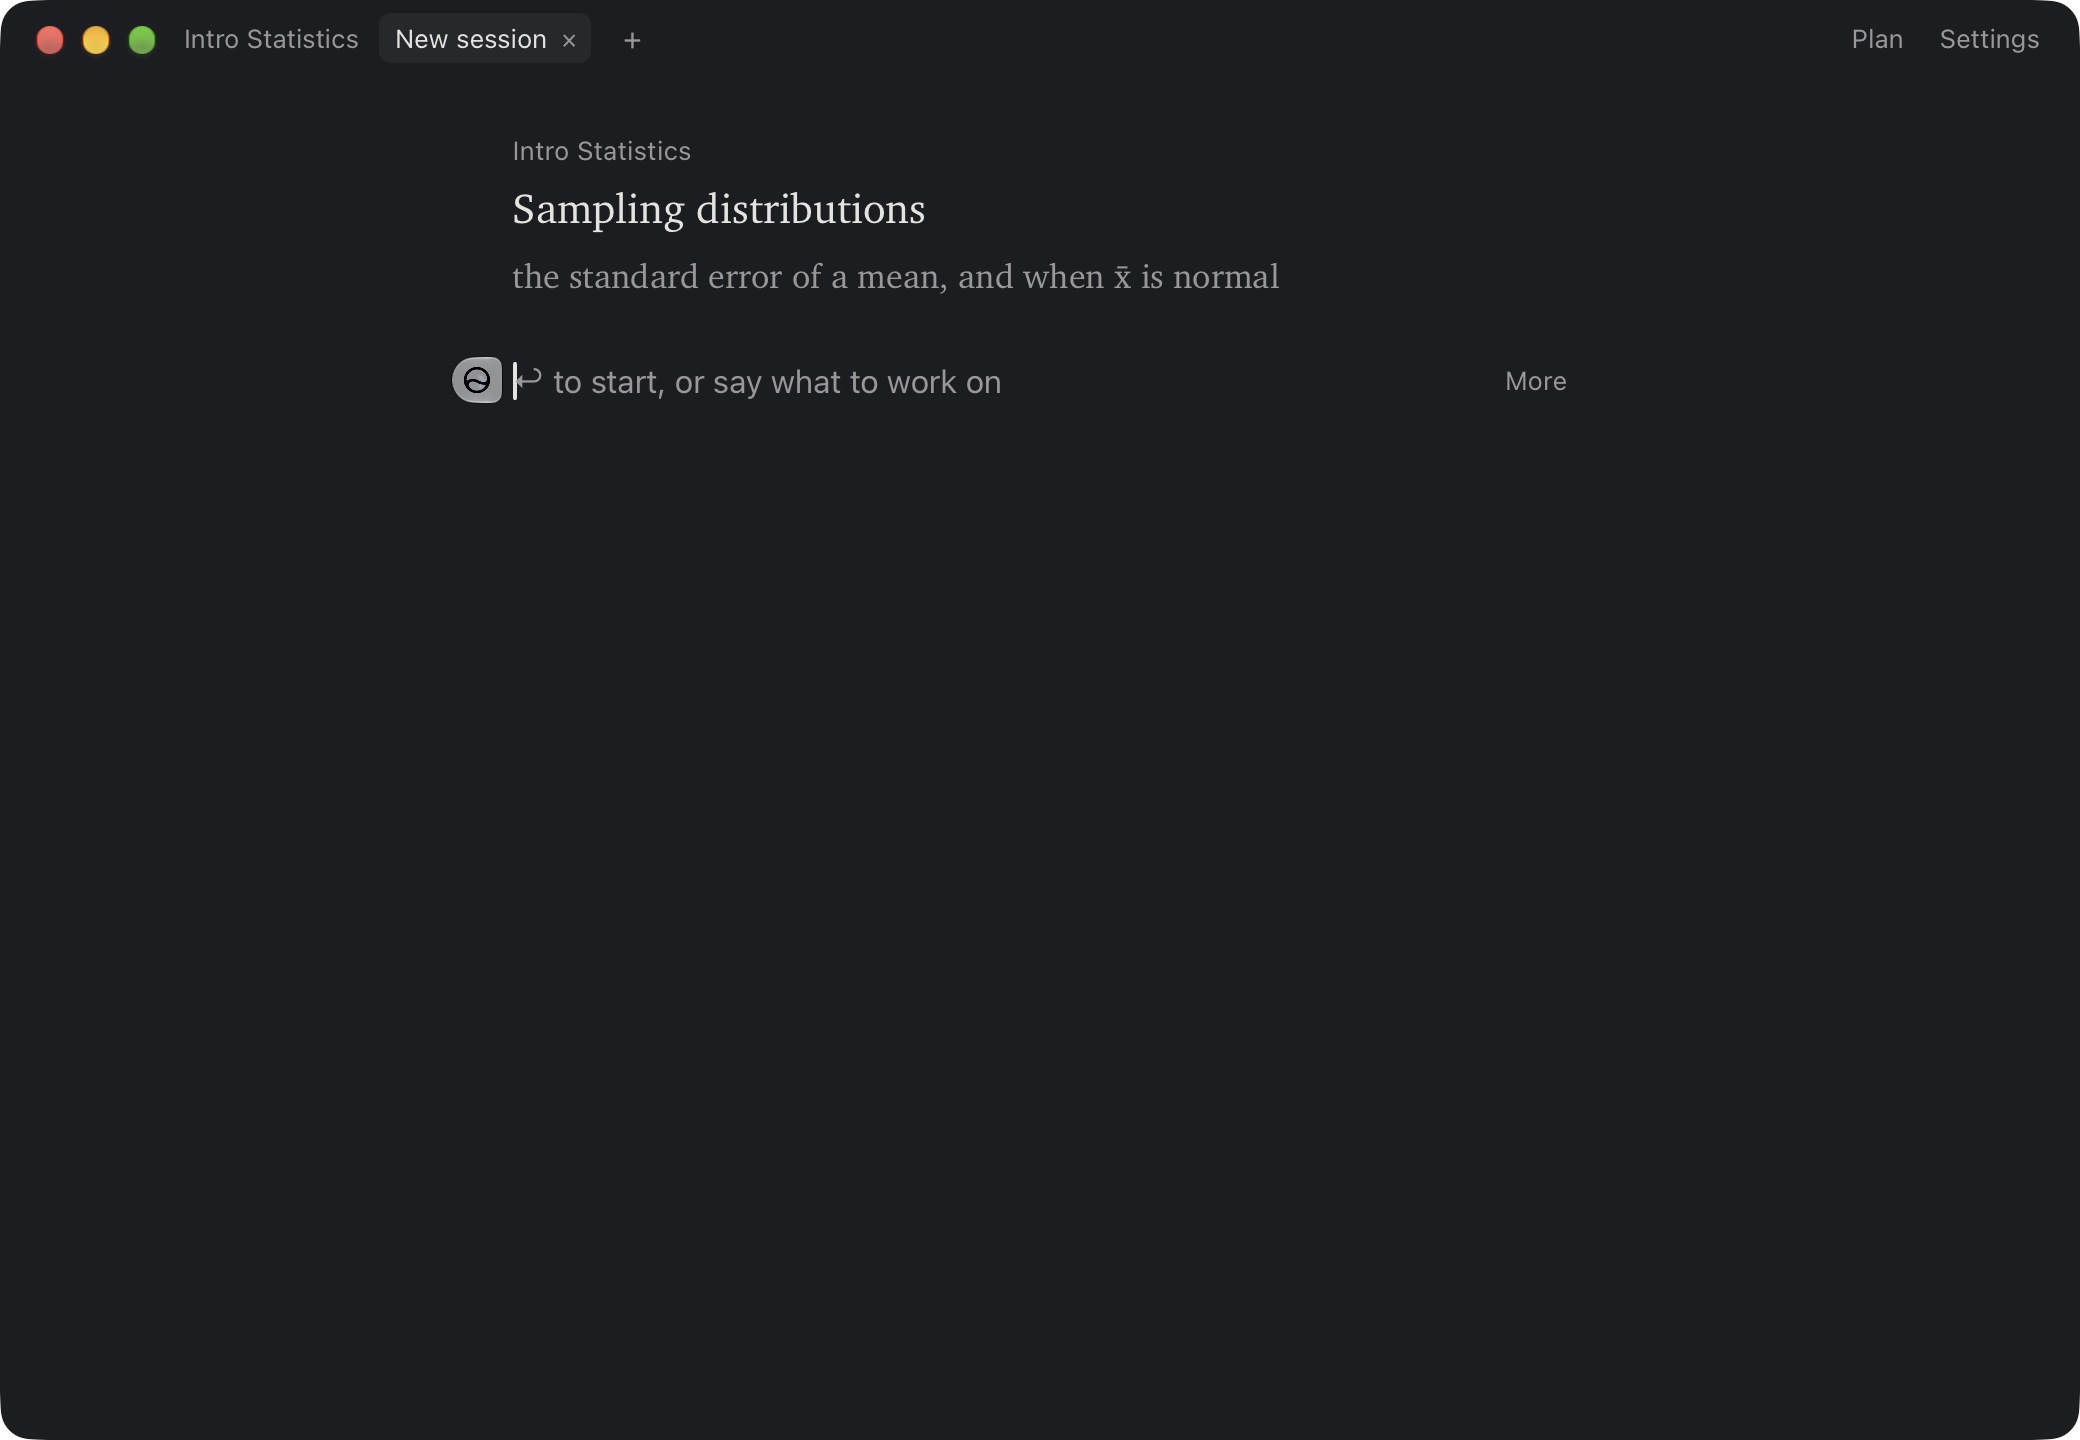 Intro Statistics New session × + Plan Settings
Intro Statistics
Sampling distributions
the standard error of a mean, and when x̄ is normal
↩ to start, or say what to work on More